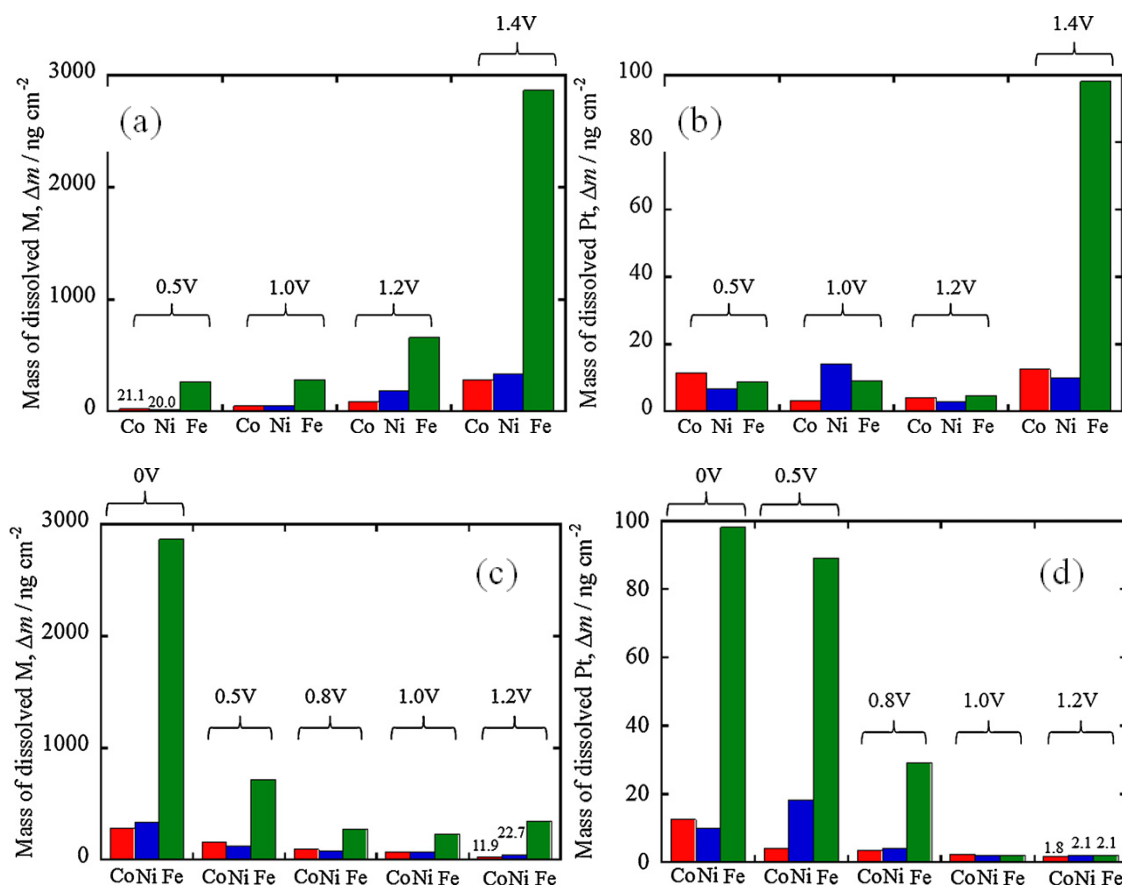 1.4V
3000
2000
1000
0
Mass of dissolved M, Δm / ng cm⁻²
(a)
0.5V
1.0V
1.2V
21.1
20.0
Co Ni Fe Co Ni Fe Co Ni Fe Co Ni Fe
1.4V
100
80
60
40
20
0
Mass of dissolved Pt, Δm / ng cm⁻²
(b)
0.5V
1.0V
1.2V
Co Ni Fe Co Ni Fe Co Ni Fe Co Ni Fe
0V
3000
2000
1000
0
Mass of dissolved M, Δm / ng cm⁻²
(c)
0.5V
0.8V
1.0V
1.2V
11.9
22.7
CoNi Fe CoNi Fe CoNi Fe CoNi Fe CoNi Fe
0V
0.5V
100
80
60
40
20
0
Mass of dissolved Pt, Δm / ng cm⁻²
(d)
0.8V
1.0V
1.2V
1.8 2.1 2.1
CoNi Fe CoNi Fe CoNi Fe CoNi Fe CoNi Fe